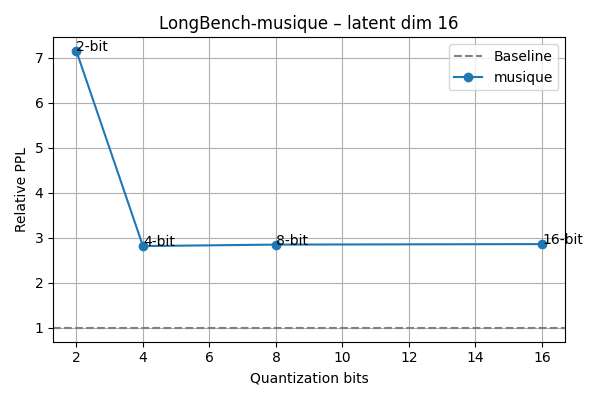 LongBench-musique – latent dim 16
Baseline
musique
2-bit
4-bit
8-bit
16-bit
Relative PPL
7
6
5
4
3
2
1
2 4 6 8 10 12 14 16
Quantization bits